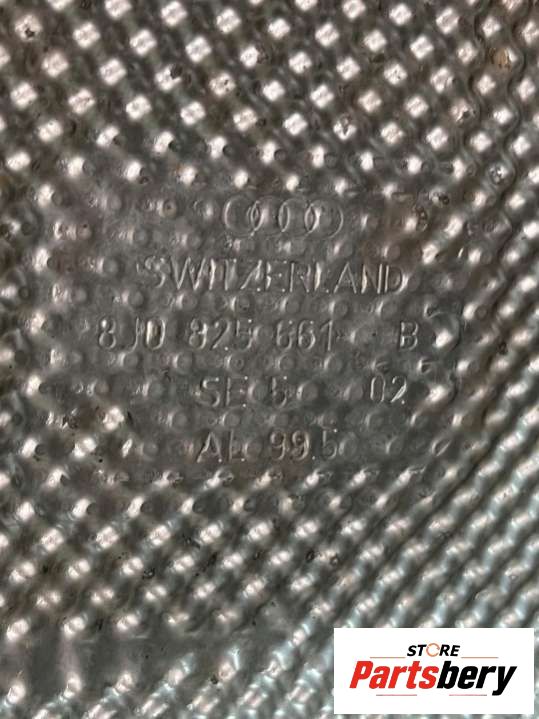 SWITZERLAND
8J0 825 661 B
SE 5 02
AL 99.5
STORE
Partsbery